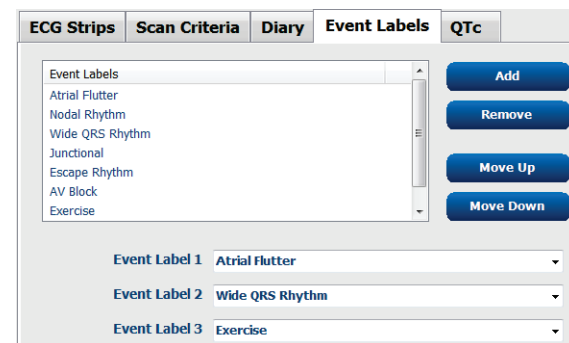 ECG Strips Scan Criteria Diary Event Labels QTc
Event Labels
Atrial Flutter
Nodal Rhythm
Wide QRS Rhythm
Junctional
Escape Rhythm
AV Block
Exercise
Add
Remove
Move Up
Move Down
Event Label 1 Atrial Flutter
Event Label 2 Wide QRS Rhythm
Event Label 3 Exercise